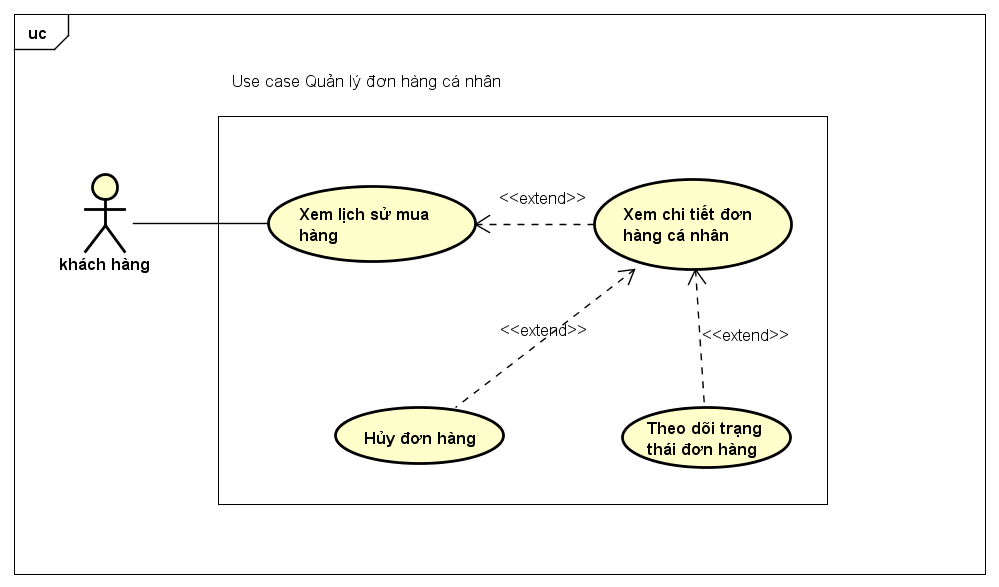 uc
Use case Quản lý đơn hàng cá nhân
Xem lịch sử mua
hàng
<<extend>>
Xem chi tiết đơn
hàng cá nhân
khách hàng
<<extend>>
<<extend>>
Hủy đơn hàng
Theo dõi trạng
thái đơn hàng